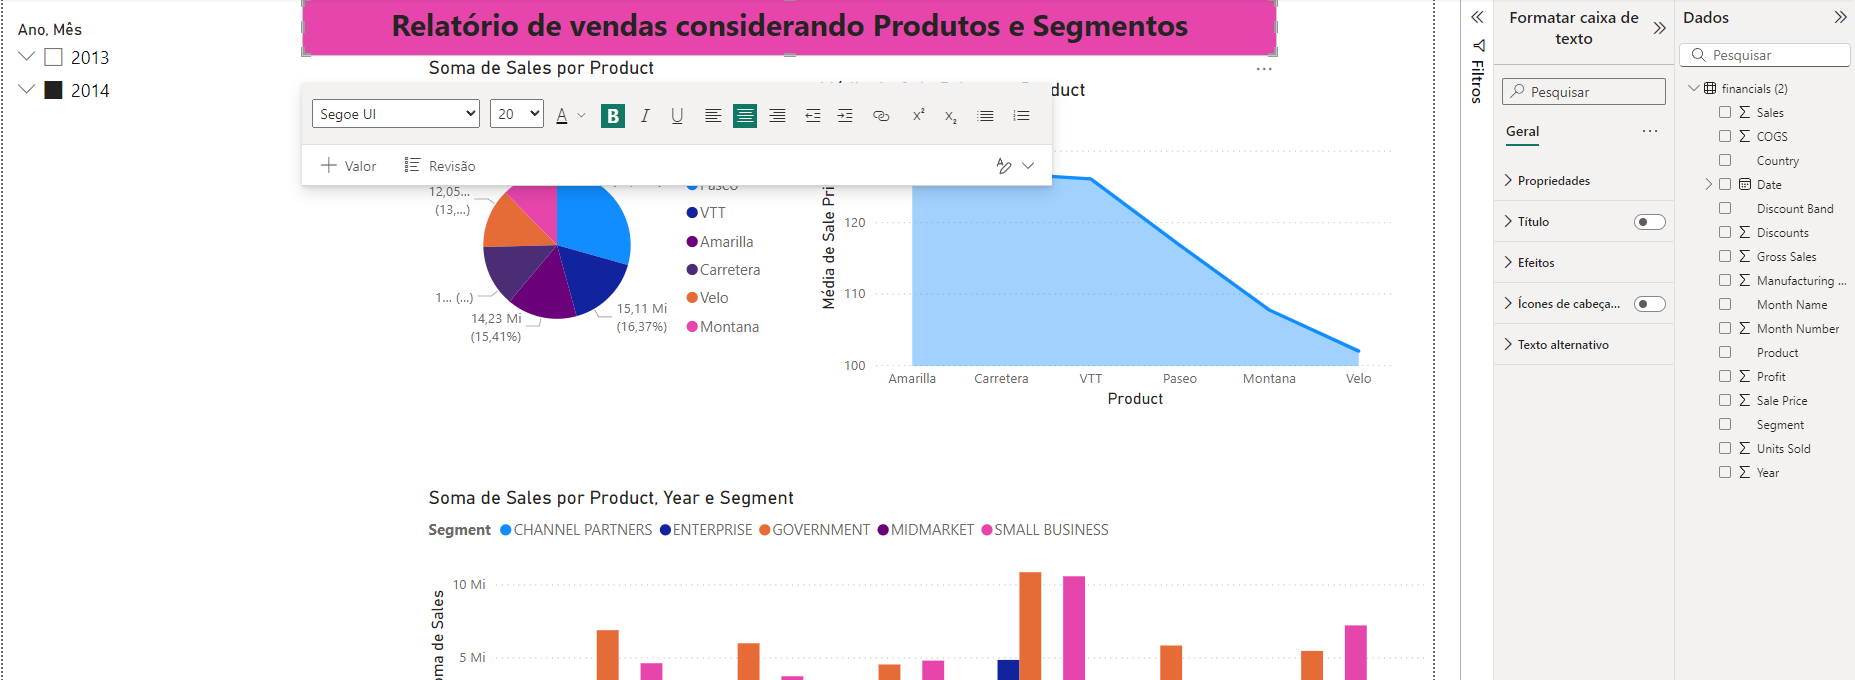 Ano, Mês
2013
2014
Relatório de vendas considerando Produtos e Segmentos
Soma de Sales por Product
Product
Segoe UI
20
A
B
I
U
Valor
Revisão
12,05...
(13,...)
1... (...)
14,23 Mi
(15,41%)
15,11 Mi
(16,37%)
Paseo
VTT
Amarilla
Carretera
Velo
Montana
Média de Sale Pri
120
110
100
Amarilla
Carretera
VTT
Paseo
Montana
Velo
Product
Soma de Sales por Product, Year e Segment
Segment CHANNEL PARTNERS ENTERPRISE GOVERNMENT MIDMARKET SMALL BUSINESS
oma de Sales
10 Mi
5 Mi
Filtros
Formatar caixa de
texto
Pesquisar
Geral
Propriedades
Título
Efeitos
Ícones de cabeça...
Texto alternativo
Dados
Pesquisar
financials (2)
Sales
COGS
Country
Date
Discount Band
Discounts
Gross Sales
Manufacturing ...
Month Name
Month Number
Product
Profit
Sale Price
Segment
Units Sold
Year